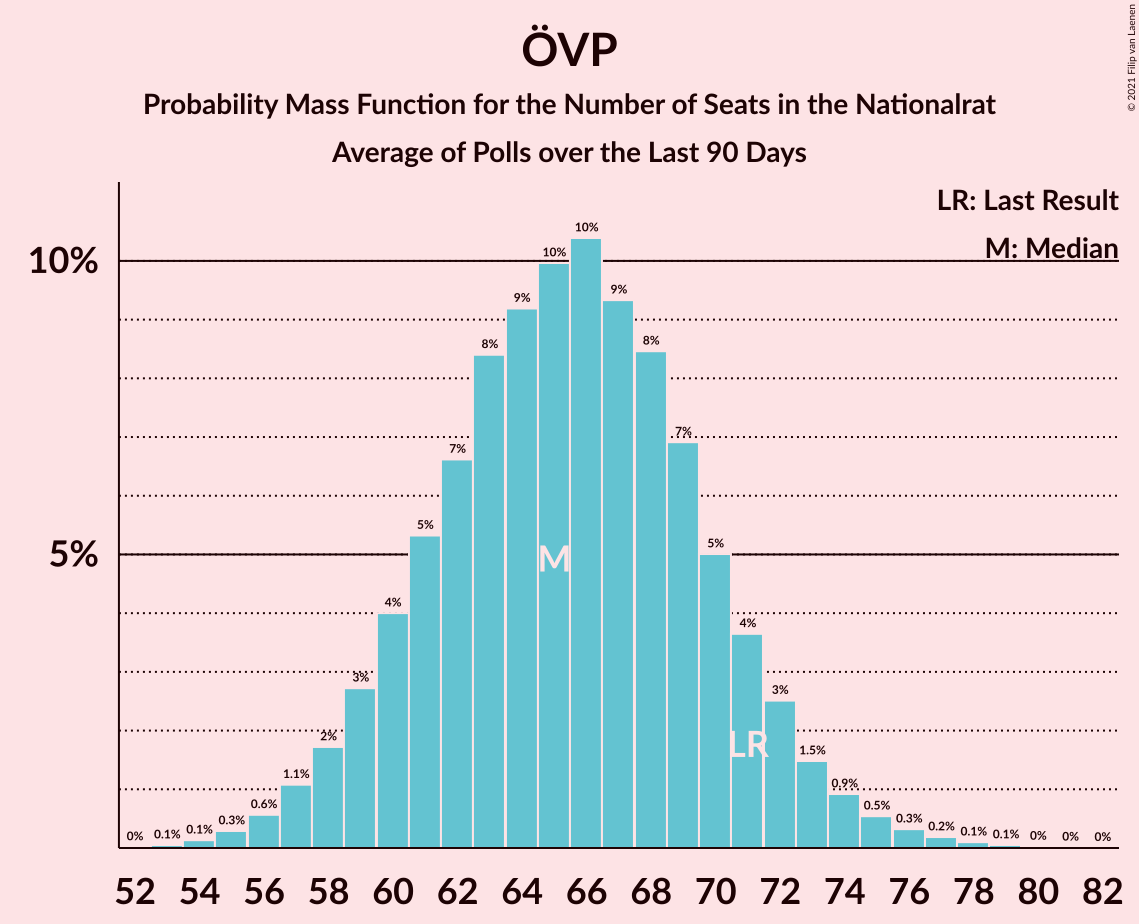 ÖVP
Probability Mass Function for the Number of Seats in the Nationalrat
Average of Polls over the Last 90 Days
© 2021 Filip van Laenen
LR: Last Result
M: Median
10%
5%
0% 0.1% 0.1% 0.3% 0.6% 1.1% 2% 3% 4% 5% 7% 8% 9% 10% 10% 9% 8% 7% 5% 4% 3% 1.5% 0.9% 0.5% 0.3% 0.2% 0.1% 0.1% 0% 0% 0%
M
LR
52 54 56 58 60 62 64 66 68 70 72 74 76 78 80 82